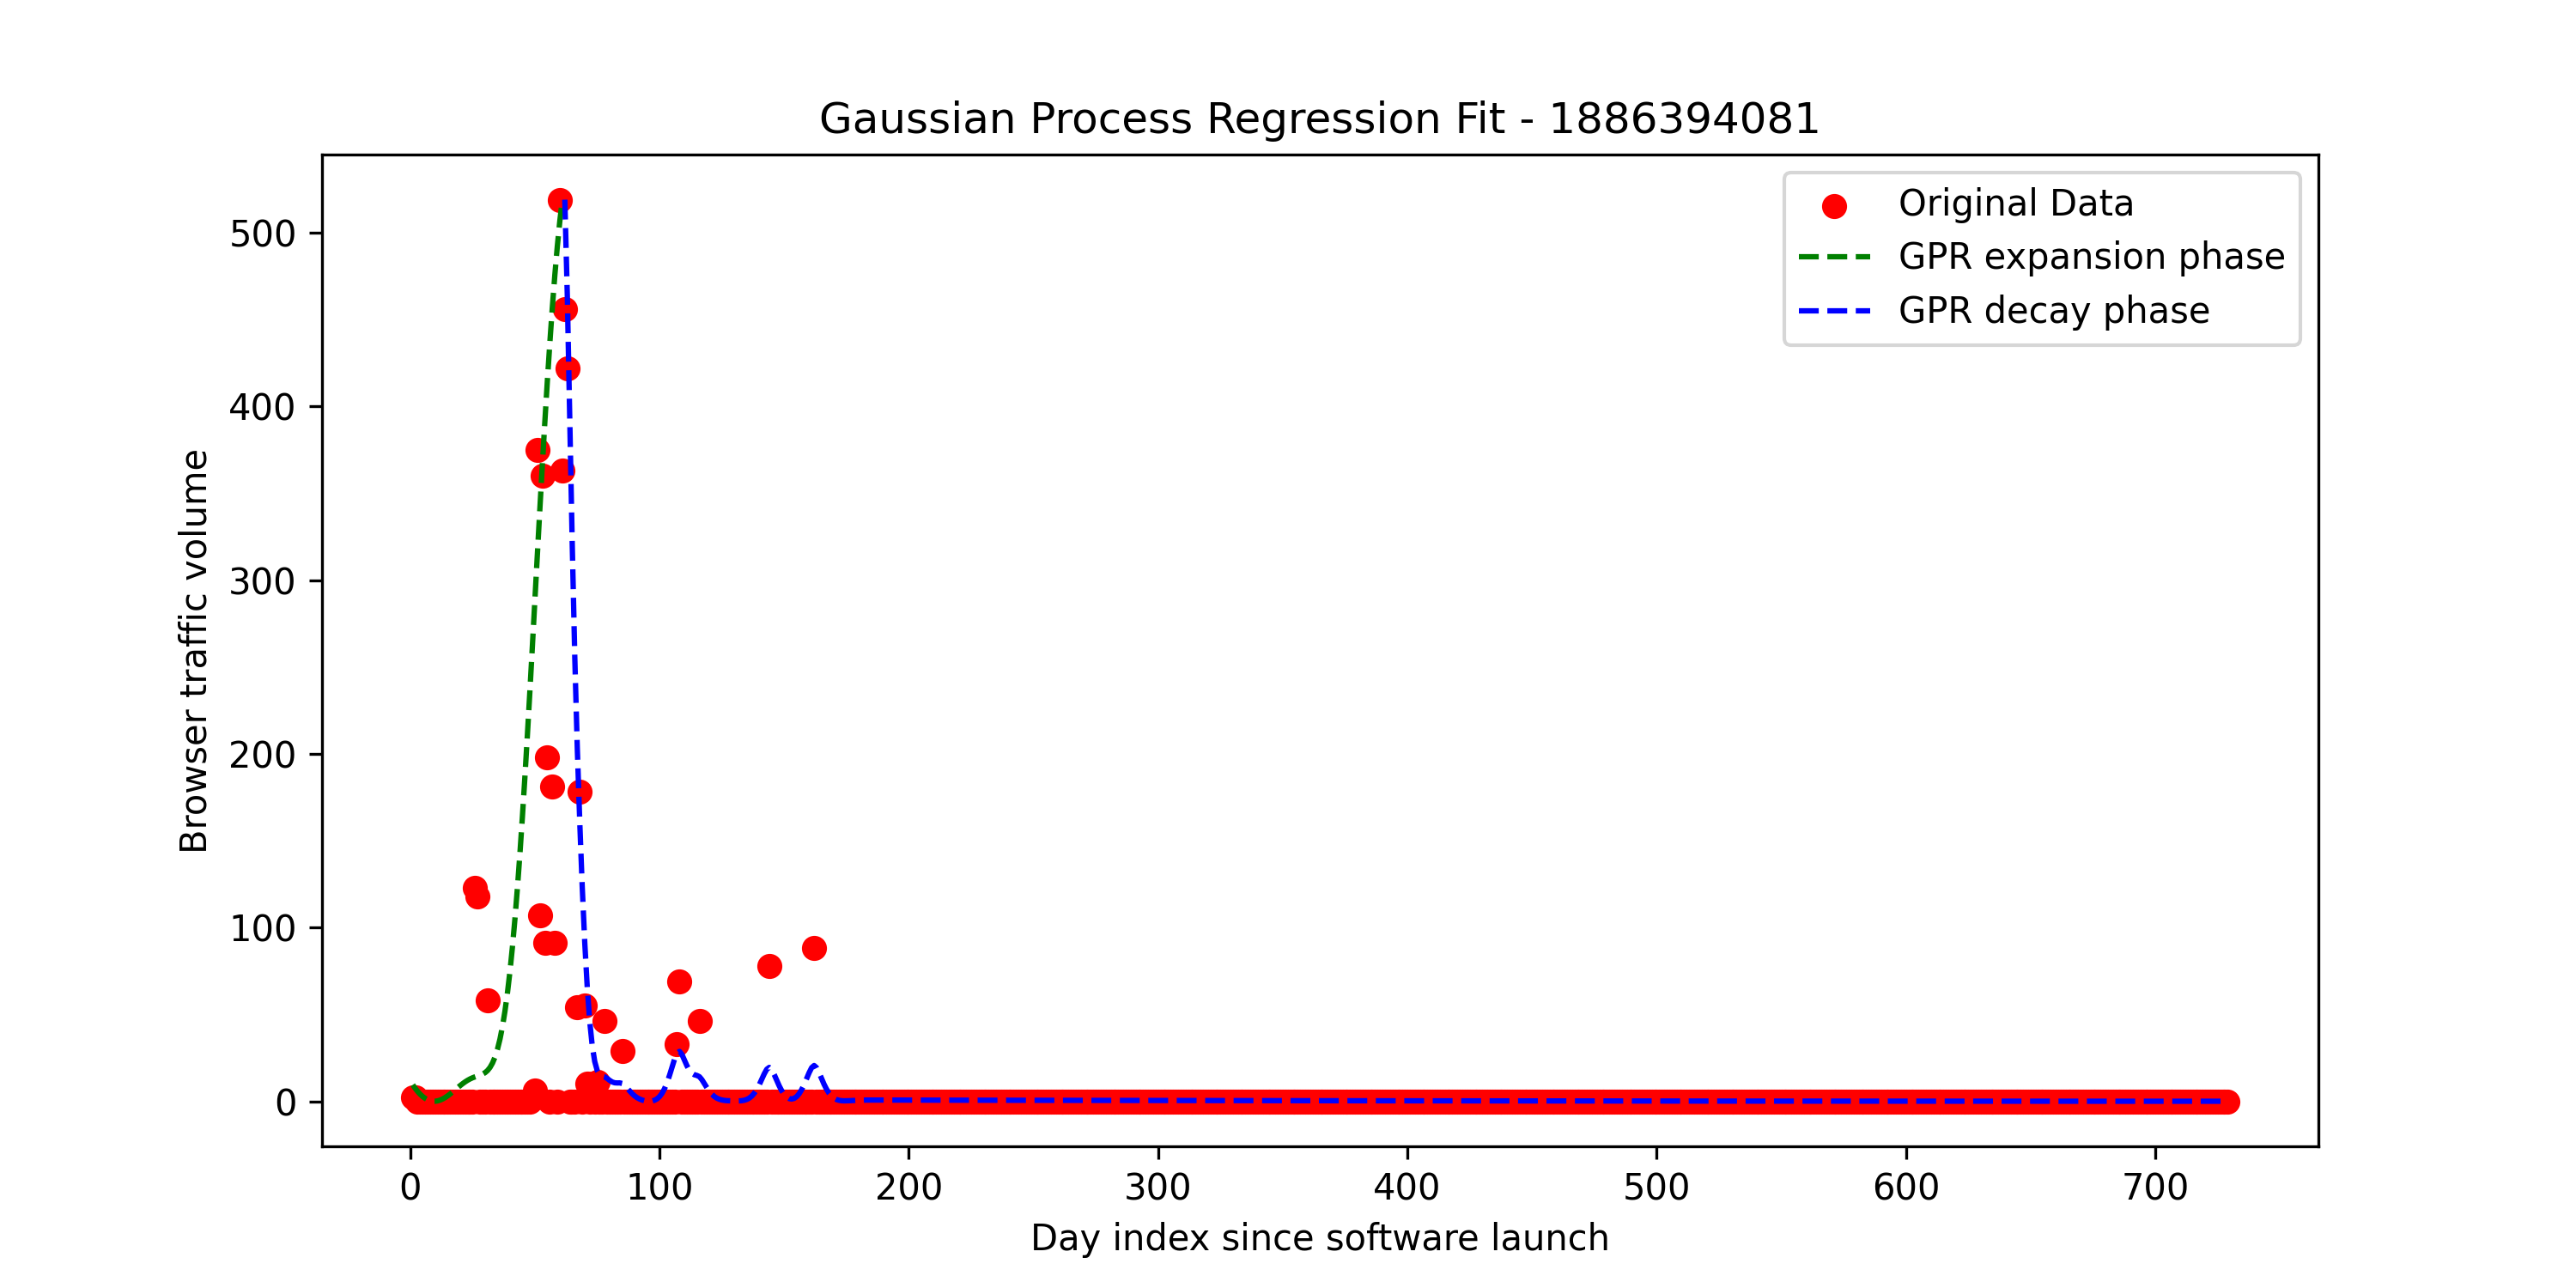 Gaussian Process Regression Fit - 1886394081
Original Data
GPR expansion phase
GPR decay phase
Browser traffic volume
500
400
300
200
100
0
0 100 200 300 400 500 600 700
Day index since software launch